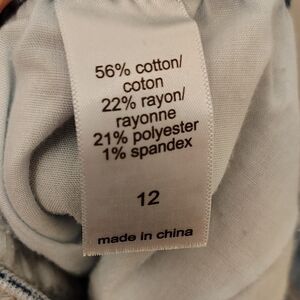 56% cotton/
coton
22% rayon/
rayonne
21% polyester
1% spandex
12
made in china